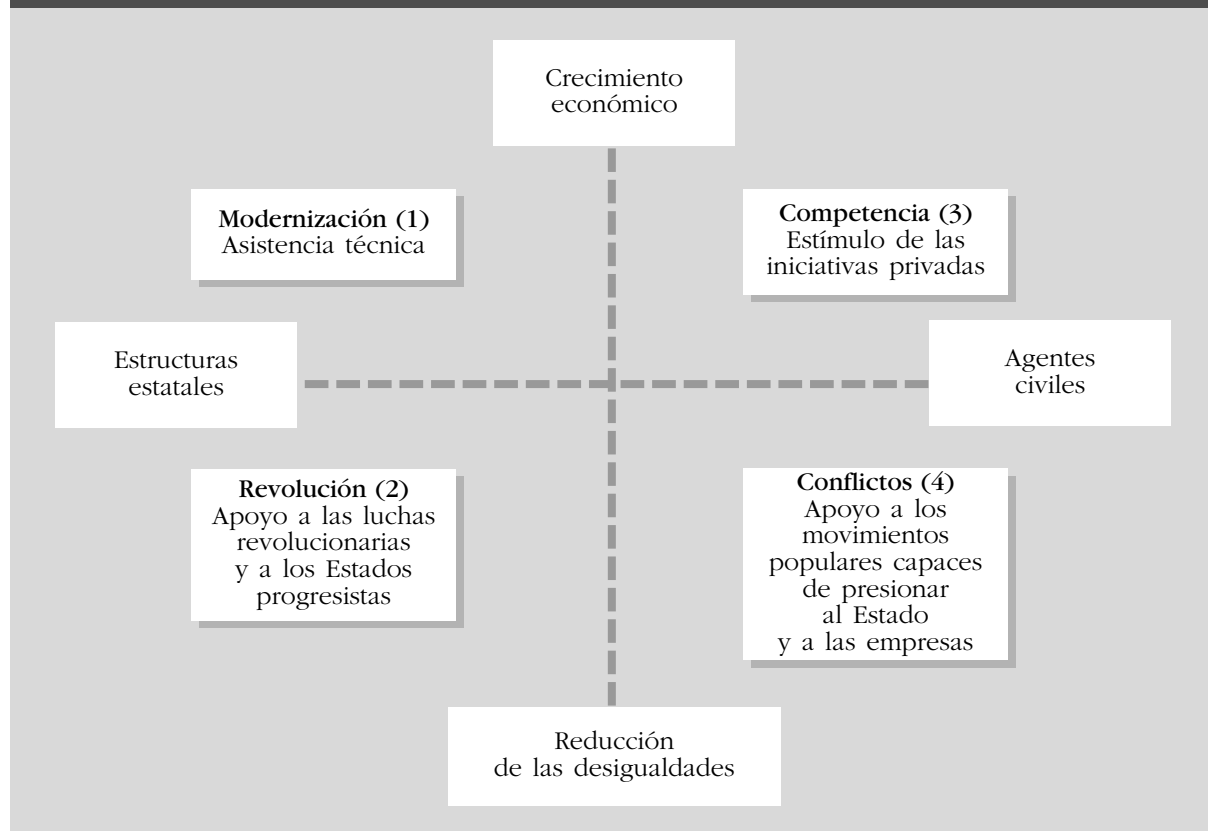 Crecimiento
económico
Modernización (1)
Asistencia técnica
Competencia (3)
Estímulo de las
iniciativas privadas
Estructuras
estatales
Agentes
civiles
Revolución (2)
Apoyo a las luchas
revolucionarias
y a los Estados
progresistas
Conflictos (4)
Apoyo a los
movimientos
populares capaces
de presionar
al Estado
y a las empresas
Reducción
de las desigualdades